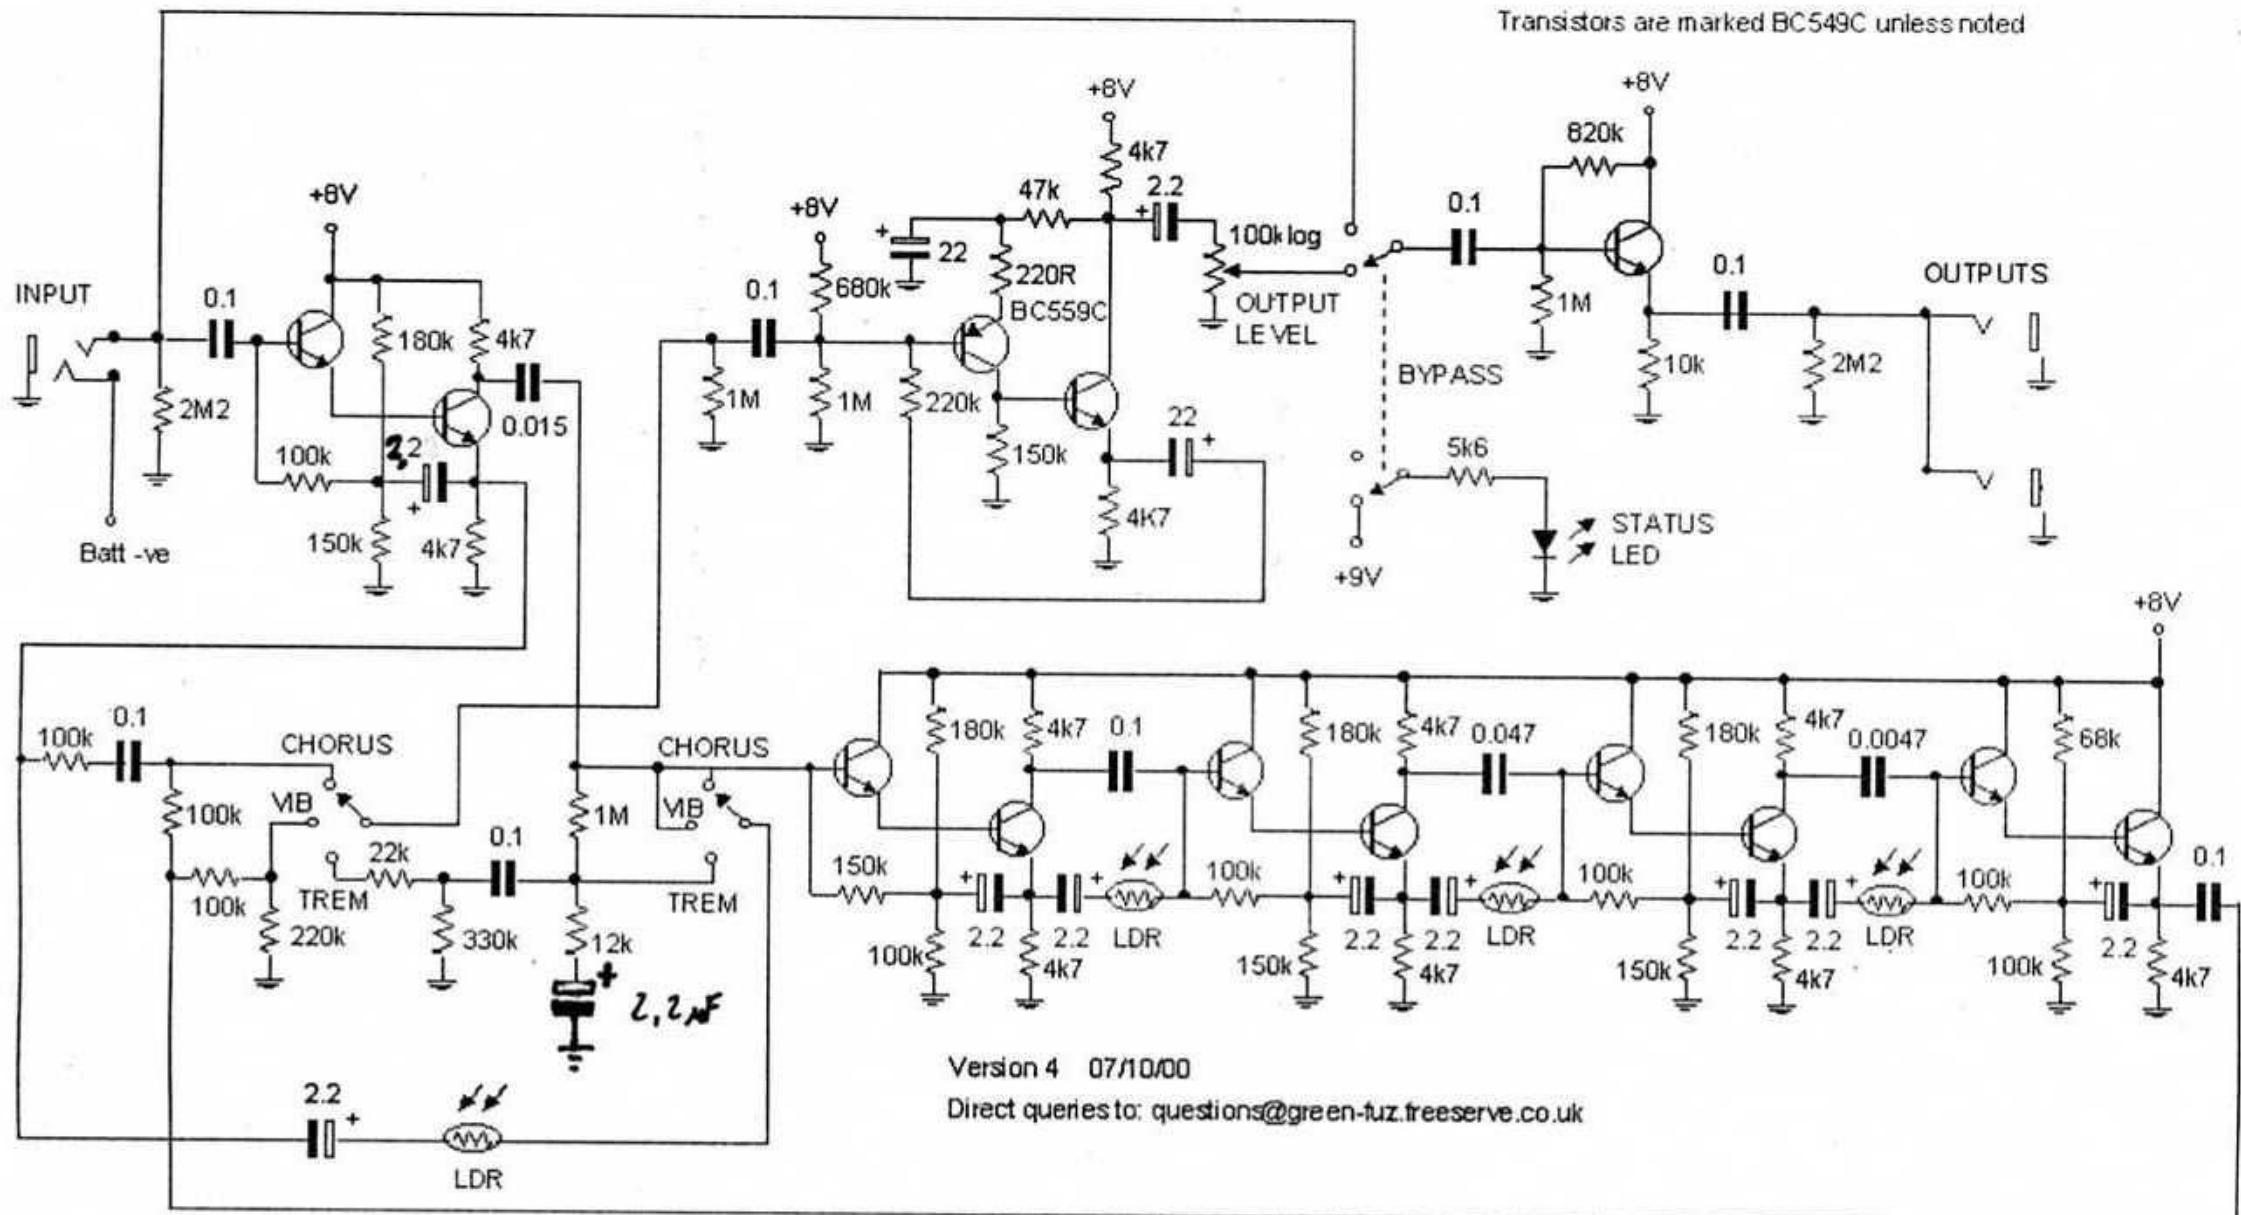 Transistors are marked BC549C unless noted
+8V
+8V
820k
4k7
47k
2.2
+
0.1
+8V
+8V
+
22
100k log
0.1
OUTPUTS
INPUT
0.1
0.1
680k
220R
OUTPUT
LEVEL
1M
BC559C
180k
4k7
10k
2M2
BYPASS
2M2
0.015
1M
1M
220k
22
+
100k
2,2
+
150k
5k6
Batt -ve
150k
4k7
4K7
STATUS
LED
+9V
+8V
100k
0.1
CHORUS
CHORUS
180k
4k7
0.1
180k
4k7
0.047
180k
4k7
0.0047
68k
VIB
VIB
100k
1M
22k
0.1
150k
+
+
100k
+
+
100k
+
+
100k
+
0.1
100k
TREM
TREM
220k
330k
12k
100k
2.2
2.2
LDR
4k7
150k
2.2
2.2
LDR
4k7
150k
2.2
2.2
LDR
4k7
100k
2.2
4k7
+
2,2 µF
Version 4 07/10/00
Direct queries to: questions@green-fuz.freeserve.co.uk
2.2
+
LDR